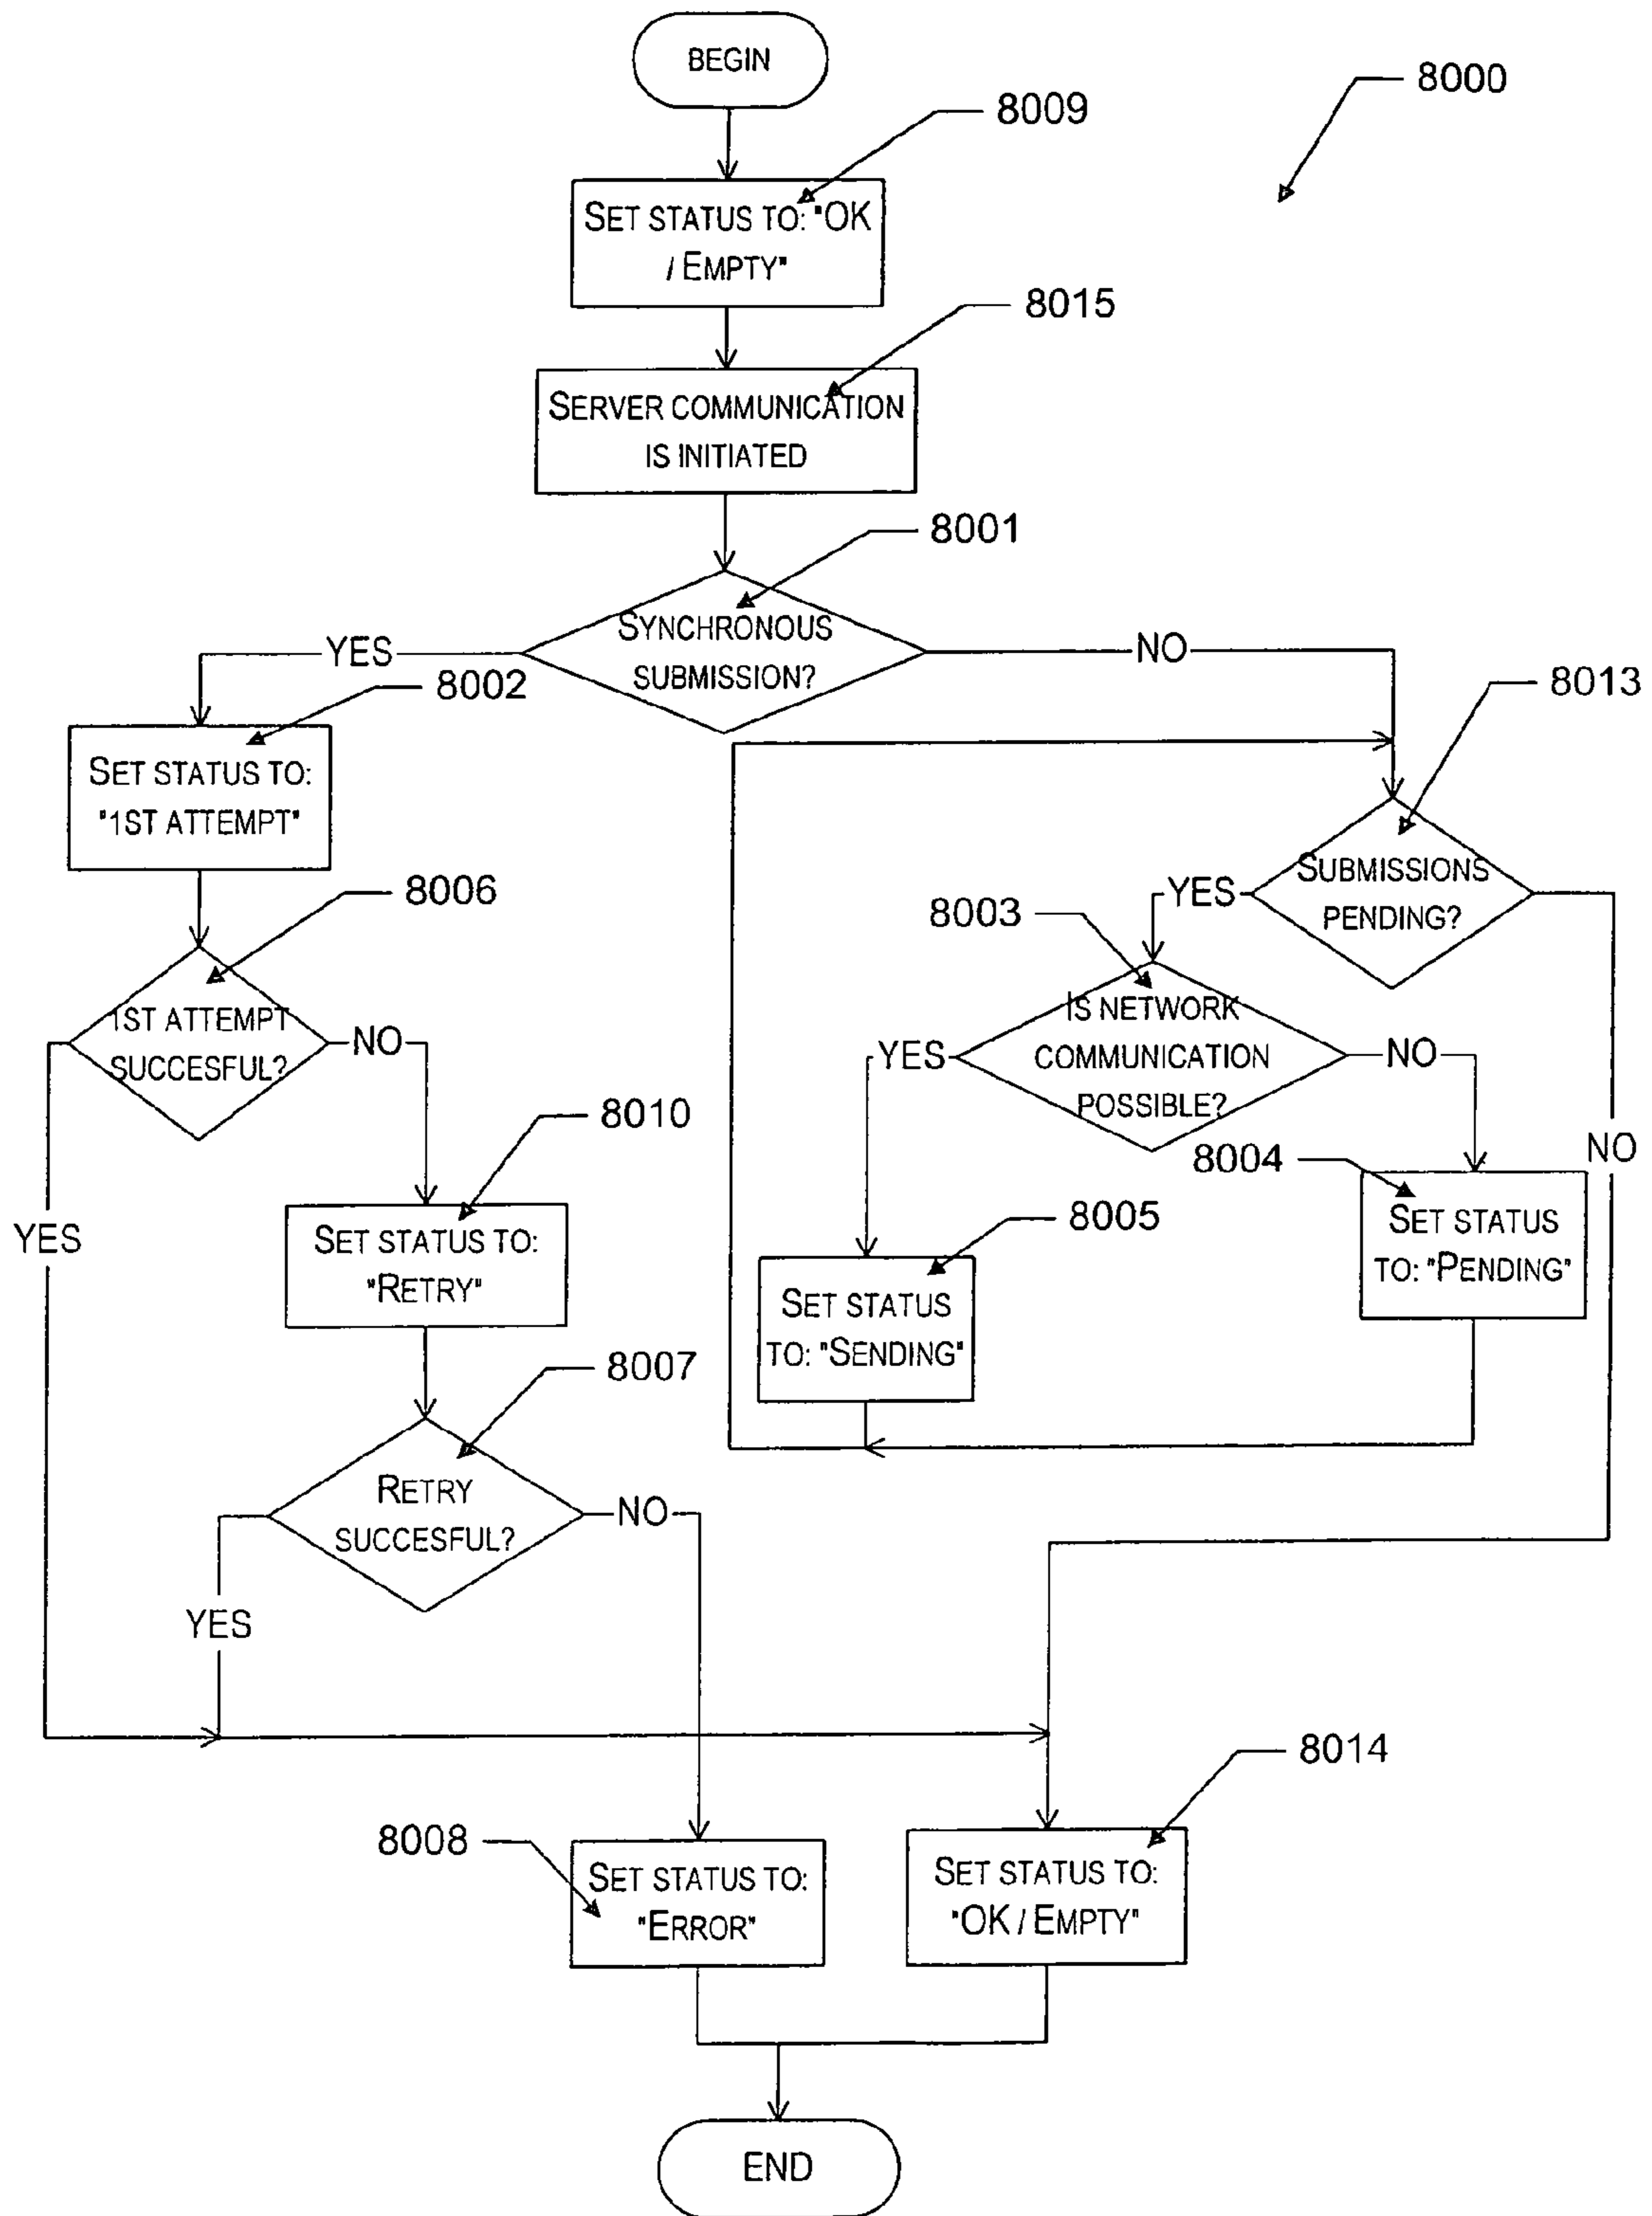 BEGIN
8000
8009
SET STATUS TO: "OK
/ EMPTY"
8015
SERVER COMMUNICATION
IS INITIATED
8001
SYNCHRONOUS
SUBMISSION?
YES
NO
8002
8013
SET STATUS TO:
"1ST ATTEMPT"
SUBMISSIONS
PENDING?
YES
8006
8003
1ST ATTEMPT
SUCCESFUL?
NO
IS NETWORK
COMMUNICATION
POSSIBLE?
YES
NO
8010
8004
NO
YES
SET STATUS TO:
"RETRY"
8005
SET STATUS
TO: "PENDING"
SET STATUS
TO: "SENDING"
8007
RETRY
SUCCESFUL?
NO
YES
8014
8008
SET STATUS TO:
"ERROR"
SET STATUS TO:
"OK / EMPTY"
END